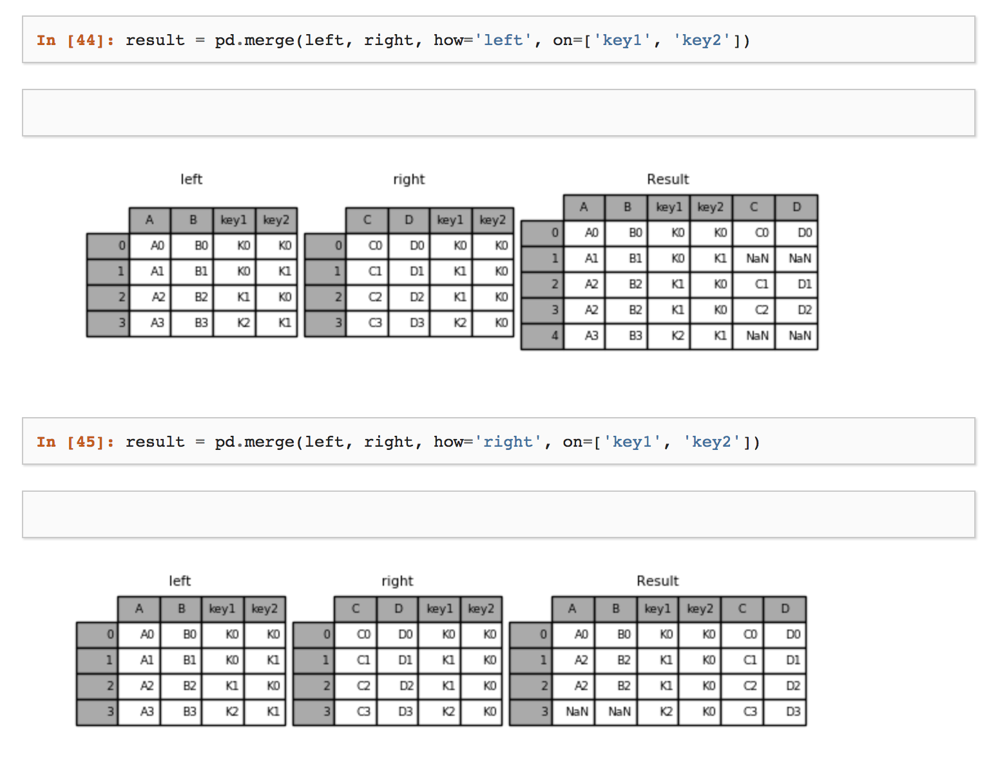 In [44]: result = pd.merge(left, right, how='left', on=['key1', 'key2'])
left right Result
A B key1 key2 C D key1 key2 A B key1 key2 C D
0 A0 B0 K0 K0 0 C0 D0 K0 K0 0 A0 B0 K0 K0 C0 D0
1 A1 B1 K0 K1 1 C1 D1 K1 K0 1 A1 B1 K0 K1 NaN NaN
2 A2 B2 K1 K0 2 C2 D2 K1 K0 2 A2 B2 K1 K0 C1 D1
3 A3 B3 K2 K1 3 C3 D3 K2 K0 3 A2 B2 K1 K0 C2 D2
4 A3 B3 K2 K1 NaN NaN
In [45]: result = pd.merge(left, right, how='right', on=['key1', 'key2'])
left right Result
A B key1 key2 C D key1 key2 A B key1 key2 C D
0 A0 B0 K0 K0 0 C0 D0 K0 K0 0 A0 B0 K0 K0 C0 D0
1 A1 B1 K0 K1 1 C1 D1 K1 K0 1 A2 B2 K1 K0 C1 D1
2 A2 B2 K1 K0 2 C2 D2 K1 K0 2 A2 B2 K1 K0 C2 D2
3 A3 B3 K2 K1 3 C3 D3 K2 K0 3 NaN NaN K2 K0 C3 D3